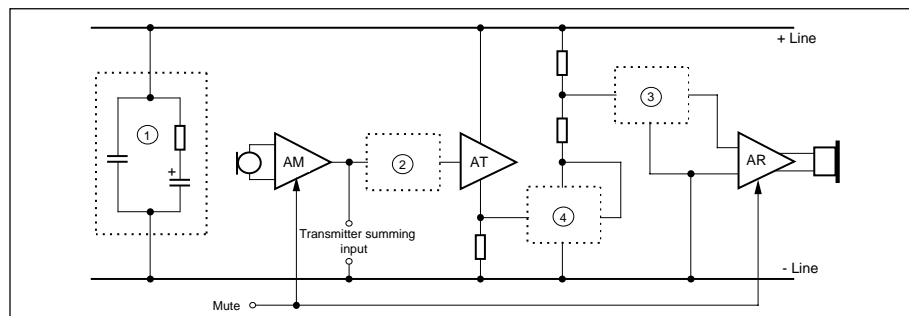 + Line
1
2
3
4
AM
AT
AR
Transmitter summing
input
- Line
Mute